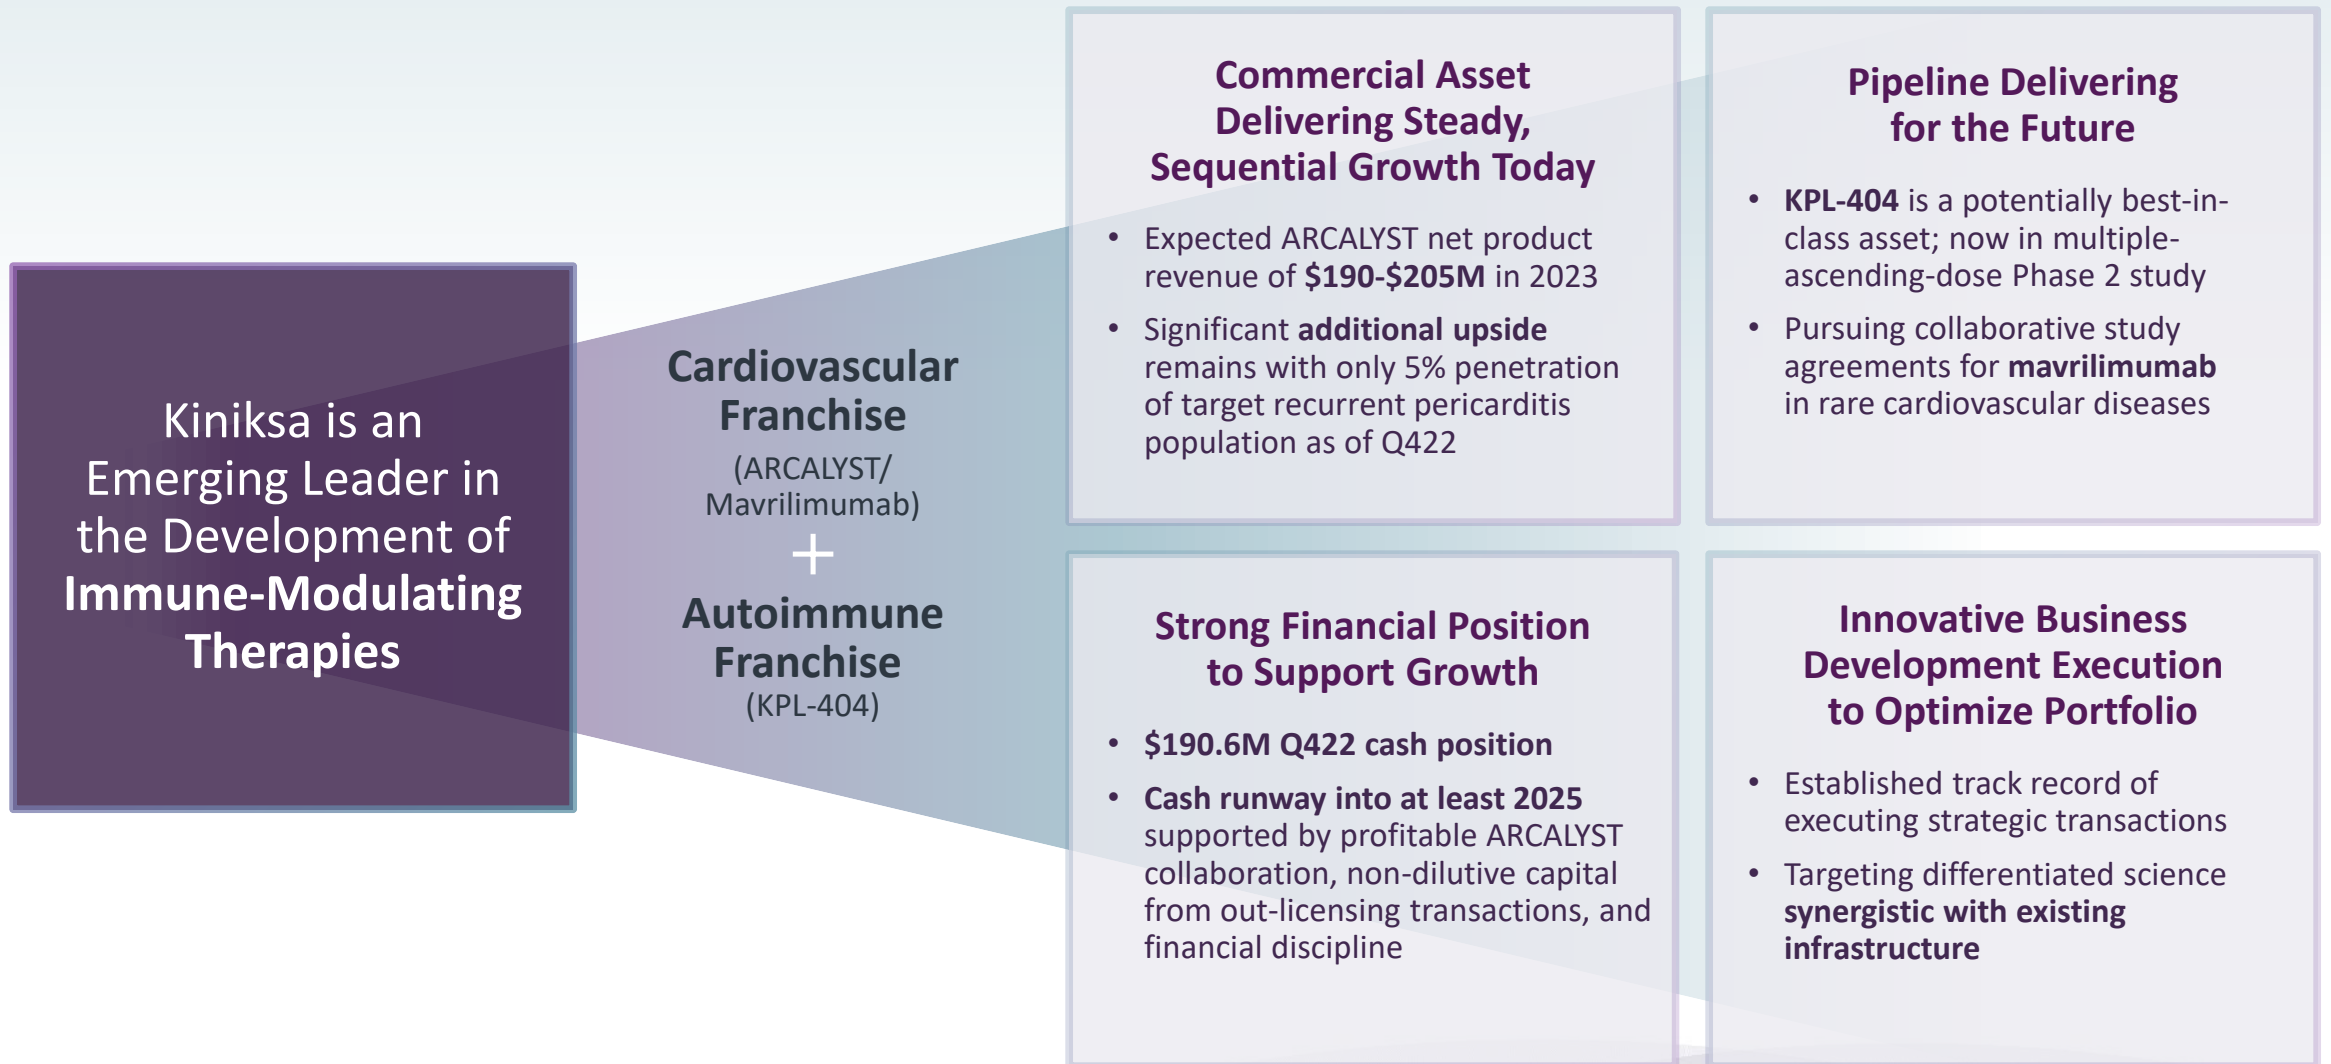 Kiniksa is an
Emerging Leader in
the Development of
Immune-Modulating
Therapies
Cardiovascular
Franchise
(ARCALYST/
Mavrilimumab)
+
Autoimmune
Franchise
(KPL-404)
Commercial Asset
Delivering Steady,
Sequential Growth Today
• Expected ARCALYST net product
revenue of $190-$205M in 2023
• Significant additional upside
remains with only 5% penetration
of target recurrent pericarditis
population as of Q422
Pipeline Delivering
for the Future
• KPL-404 is a potentially best-in-
class asset; now in multiple-
ascending-dose Phase 2 study
• Pursuing collaborative study
agreements for mavrilimumab
in rare cardiovascular diseases
Strong Financial Position
to Support Growth
• $190.6M Q422 cash position
• Cash runway into at least 2025
supported by profitable ARCALYST
collaboration, non-dilutive capital
from out-licensing transactions, and
financial discipline
Innovative Business
Development Execution
to Optimize Portfolio
• Established track record of
executing strategic transactions
• Targeting differentiated science
synergistic with existing
infrastructure